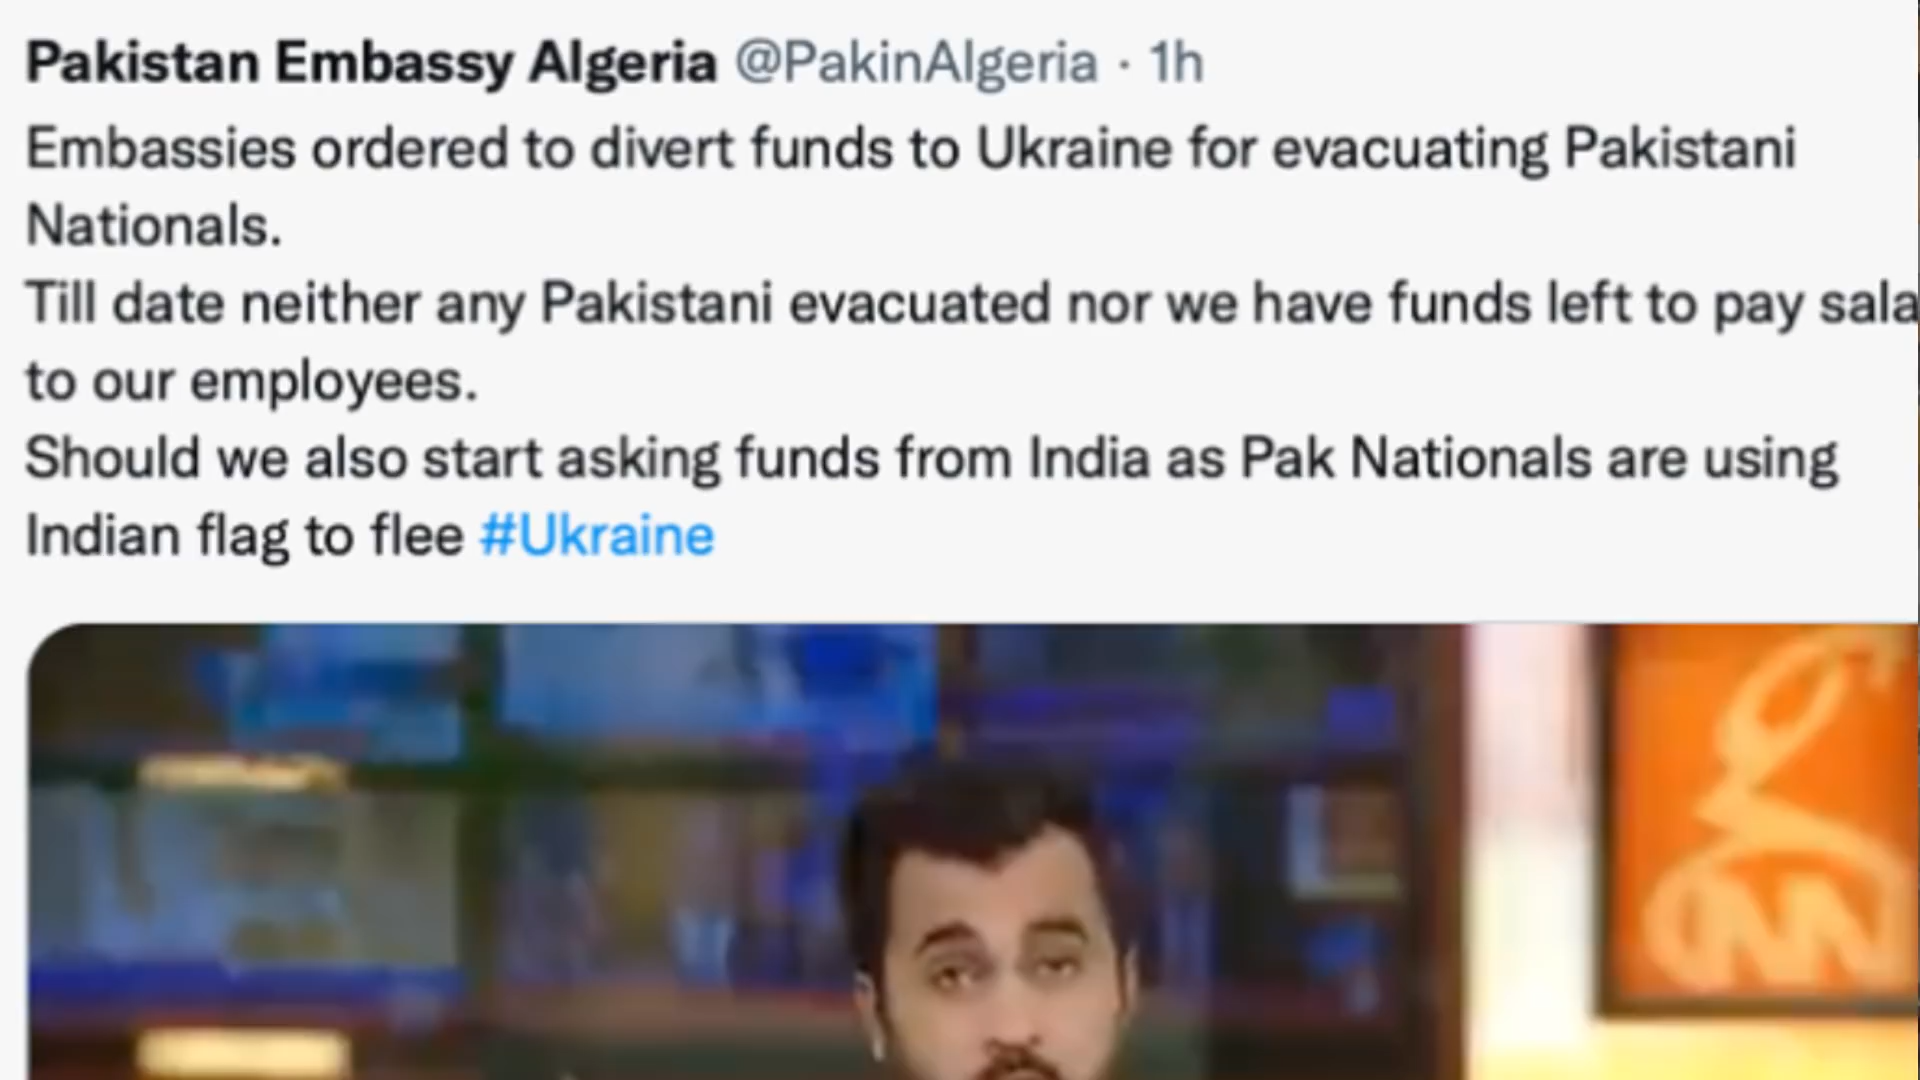 Pakistan Embassy Algeria @PakinAlgeria · 1h
Embassies ordered to divert funds to Ukraine for evacuating Pakistani
Nationals.
Till date neither any Pakistani evacuated nor we have funds left to pay sala
to our employees.
Should we also start asking funds from India as Pak Nationals are using
Indian flag to flee #Ukraine